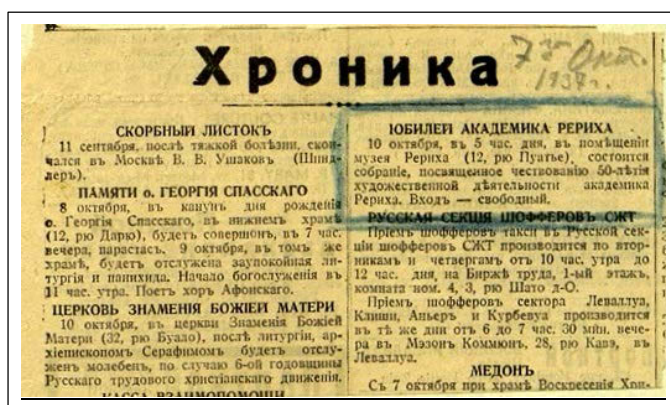 Хроника
7го Окт.
1937г.
СКОРБНЫЙ ЛИСТОКЪ
11 сентября, послѣ тяжкой болѣзни, скон-
чался въ Москвѣ В. В. Ушаковъ (Шпинд-
леръ).
ПАМЯТИ о. ГЕОРГІЯ СПАССКАГО
8 октября, въ канунъ дня рожденія
о. Георгія Спасскаго, въ нижнемъ храмѣ
(12, рю Дарю), будетъ совершонъ, въ 7 час.
вечера, парастасъ. 9 октября, въ томъ же
храмѣ, будетъ отслужена заупокойная ли-
тургія и панихида. Начало богослуженія въ
11 час. утра. Поетъ хоръ Афонскаго.
ЦЕРКОВЬ ЗНАМЕНІЯ БОЖІЕЙ МАТЕРИ
10 октября, въ церкви Знаменія Божіей
Матери (32, рю Буало), послѣ литургіи, ар-
хіепископомъ Серафимомъ будетъ отслу-
женъ молебенъ, по случаю 6-ой годовщины
Русскаго трудового христіанскаго движенія.
КАССА ВЗАИМОПОМОЩИ
ЮБИЛЕЙ АКАДЕМИКА РЕРИХА
10 октября, въ 5 час. дня, въ помѣщеніи
музея Рериха (12, рю Пуатье), состоится
собраніе, посвященное чествованію 50-лѣтія
художественной дѣятельности академика
Рериха. Входъ — свободный.
РУССКАЯ СЕКЦІЯ ШОФФЕРОВЪ СЖТ
Пріемъ шофферовъ такси въ Русской сек-
ціи шофферовъ СЖТ производится по втор-
никамъ и четвергамъ отъ 10 час. утра до
12 час. дня, на Биржѣ труда, 1-ый этажъ,
комната ном. 4, 3, рю Шато д-О.
Пріемъ шофферовъ сектора Леваллуа,
Клиши, Аньеръ и Курбевуа производится
въ тѣ же дни отъ 6 до 7 час. 30 мин. вече-
ра въ Мэзонъ Коммюнъ, 28, рю Кавэ, въ
Леваллуа.
МЕДОНЪ
Съ 7 октября при храмѣ Воскресенія Хри-